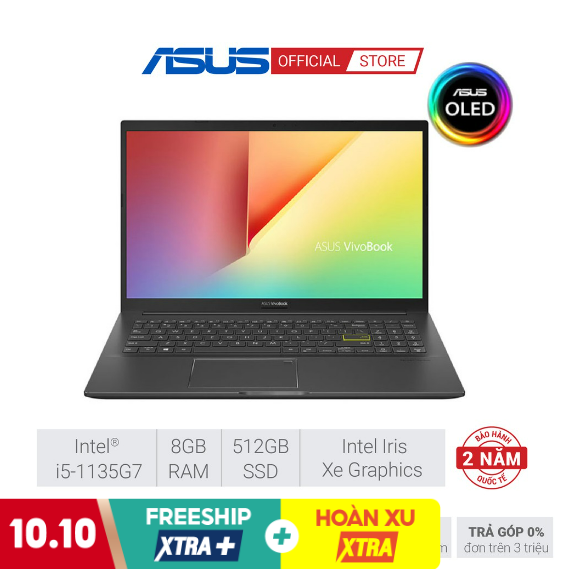 ASUS OFFICIAL STORE
ASUS
OLED
ASUS VivoBook
ASUS VivoBook
Intel® 8GB 512GB Intel Iris
i5-1135G7 RAM SSD Xe Graphics
BẢO HÀNH
2 NĂM
QUỐC TẾ
10.10
FREESHIP
XTRA+
+
HOÀN XU
XTRA
TRẢ GÓP 0%
đơn trên 3 triệu